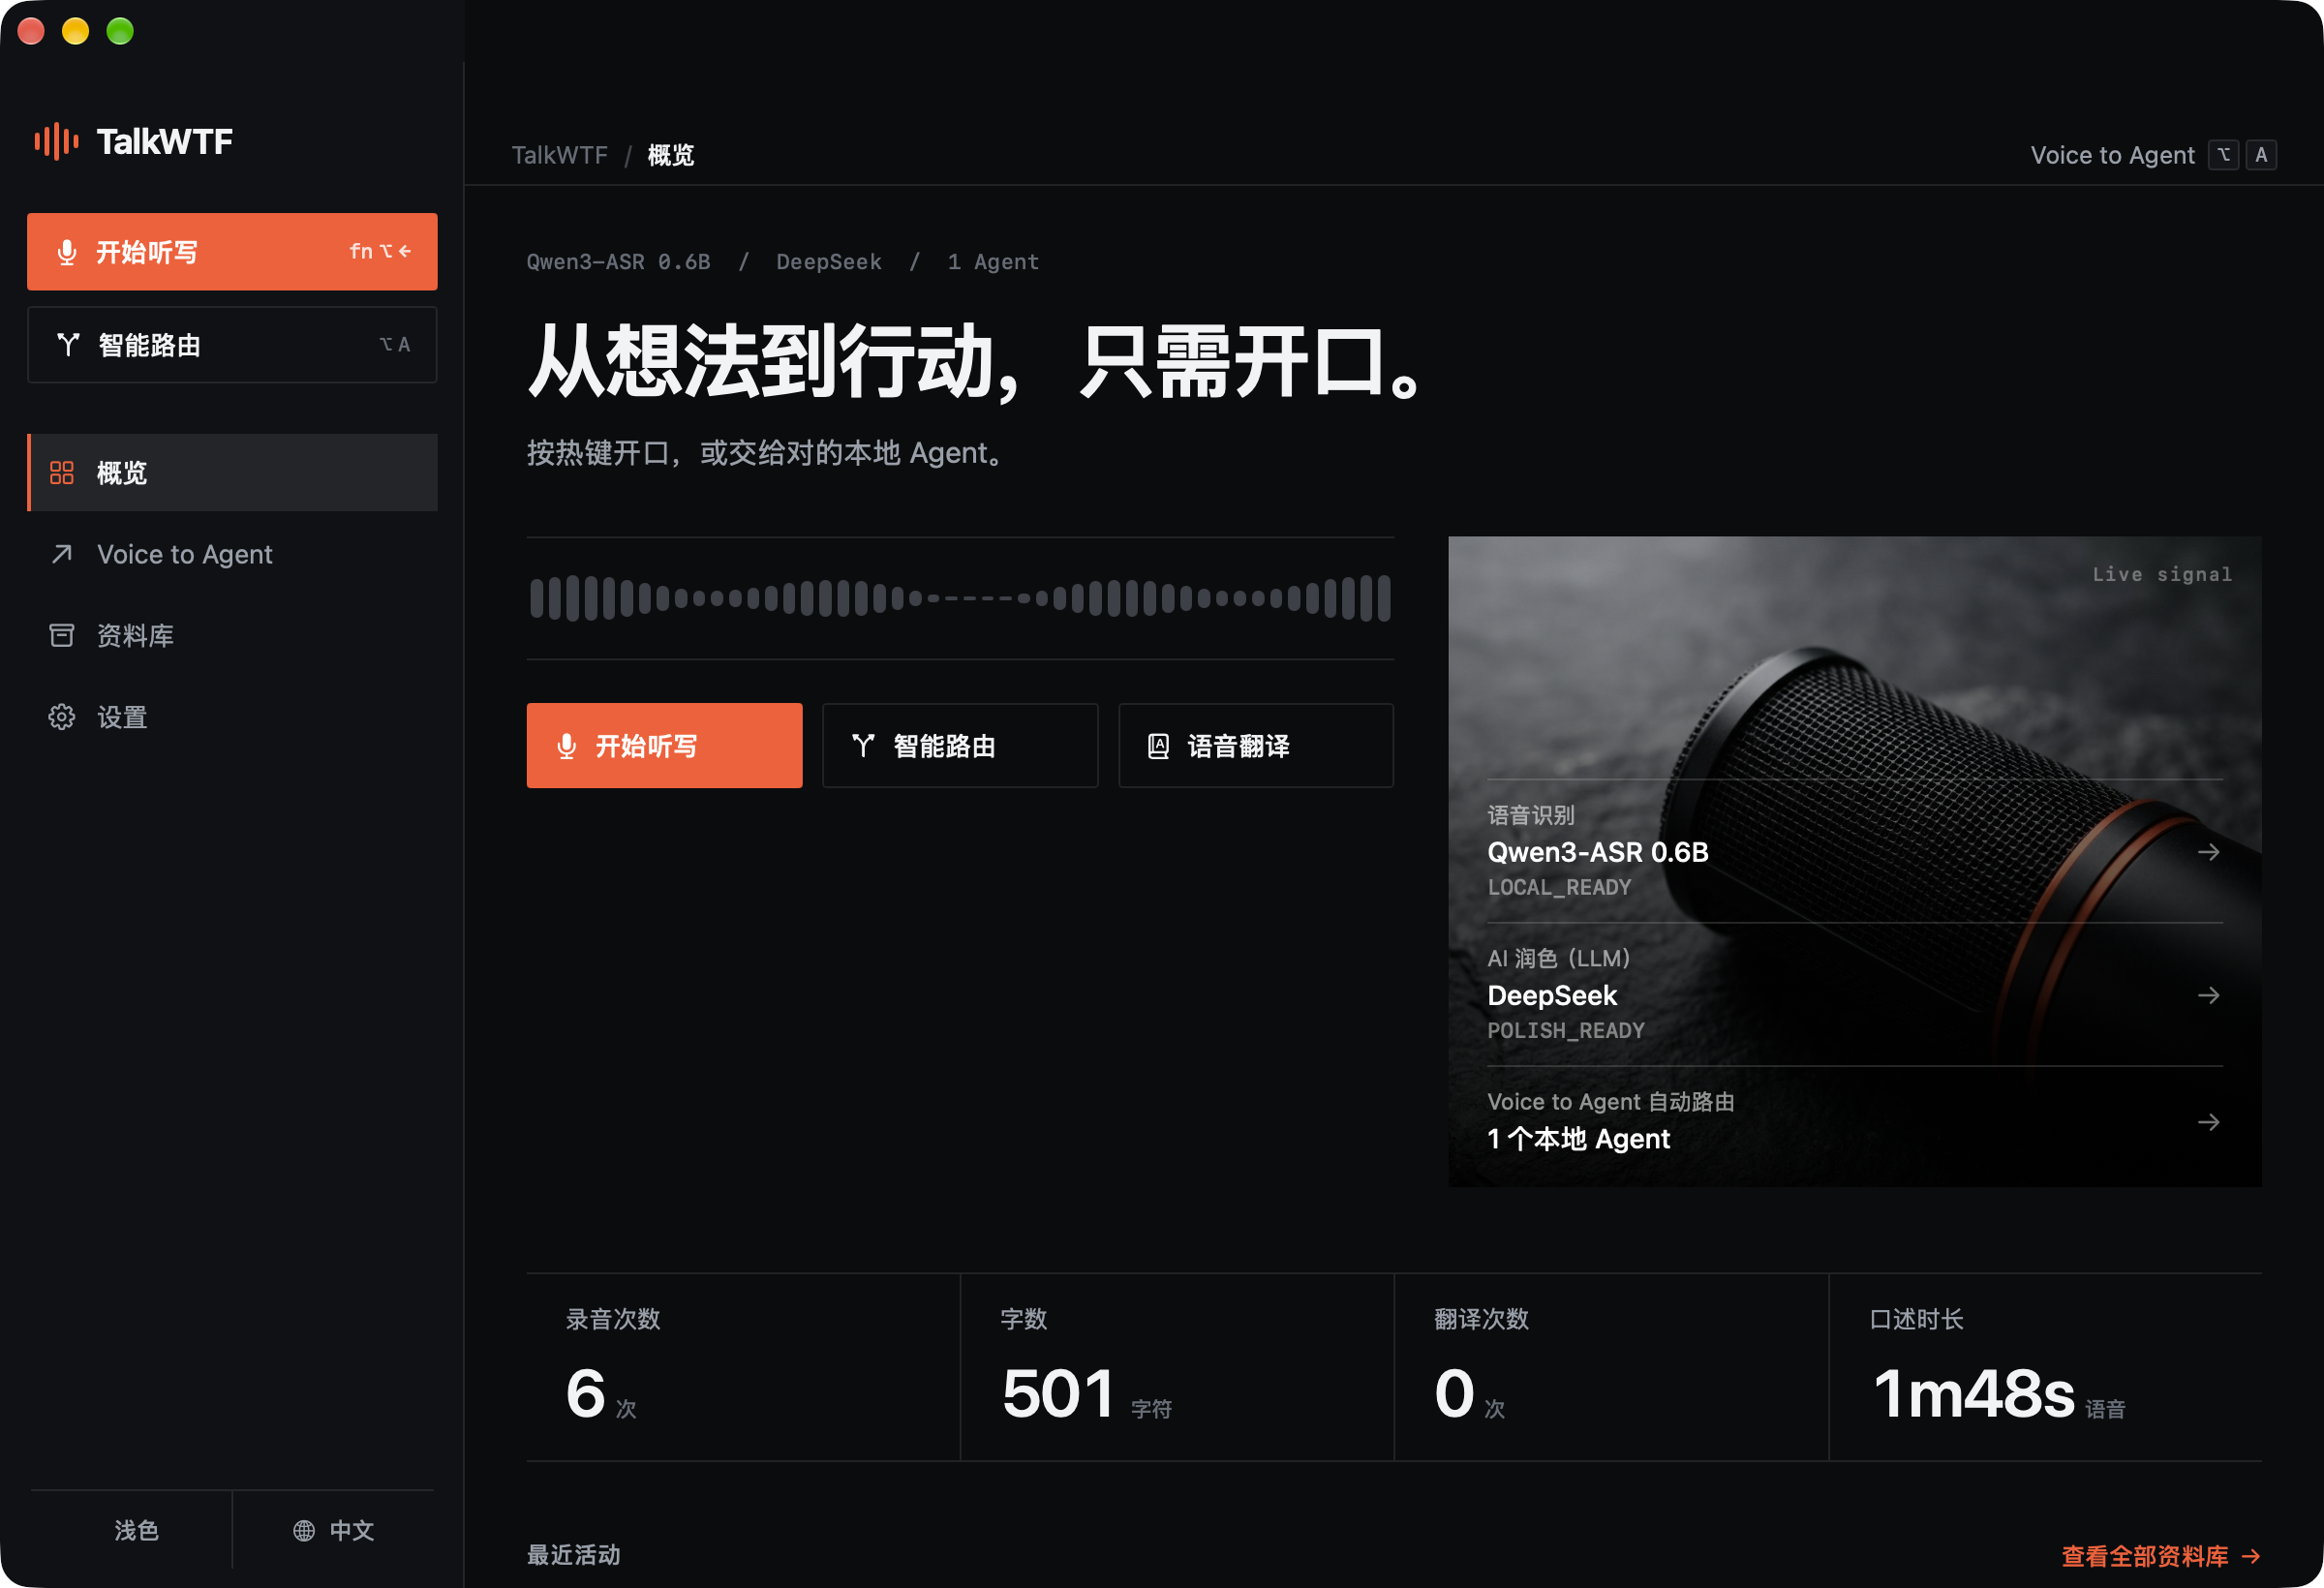 TalkWTF
开始听写 fn ⌥ ←
智能路由 ⌥ A
概览
Voice to Agent
资料库
设置
浅色
中文
TalkWTF / 概览
Voice to Agent ⌥ A
Qwen3-ASR 0.6B / DeepSeek / 1 Agent
从想法到行动，只需开口。
按热键开口，或交给对的本地 Agent。
开始听写
智能路由
语音翻译
Live signal
语音识别
Qwen3-ASR 0.6B
LOCAL_READY
AI 润色 (LLM)
DeepSeek
POLISH_READY
Voice to Agent 自动路由
1 个本地 Agent
录音次数
6 次
字数
501 字符
翻译次数
0 次
口述时长
1m48s 语音
最近活动
查看全部资料库 →